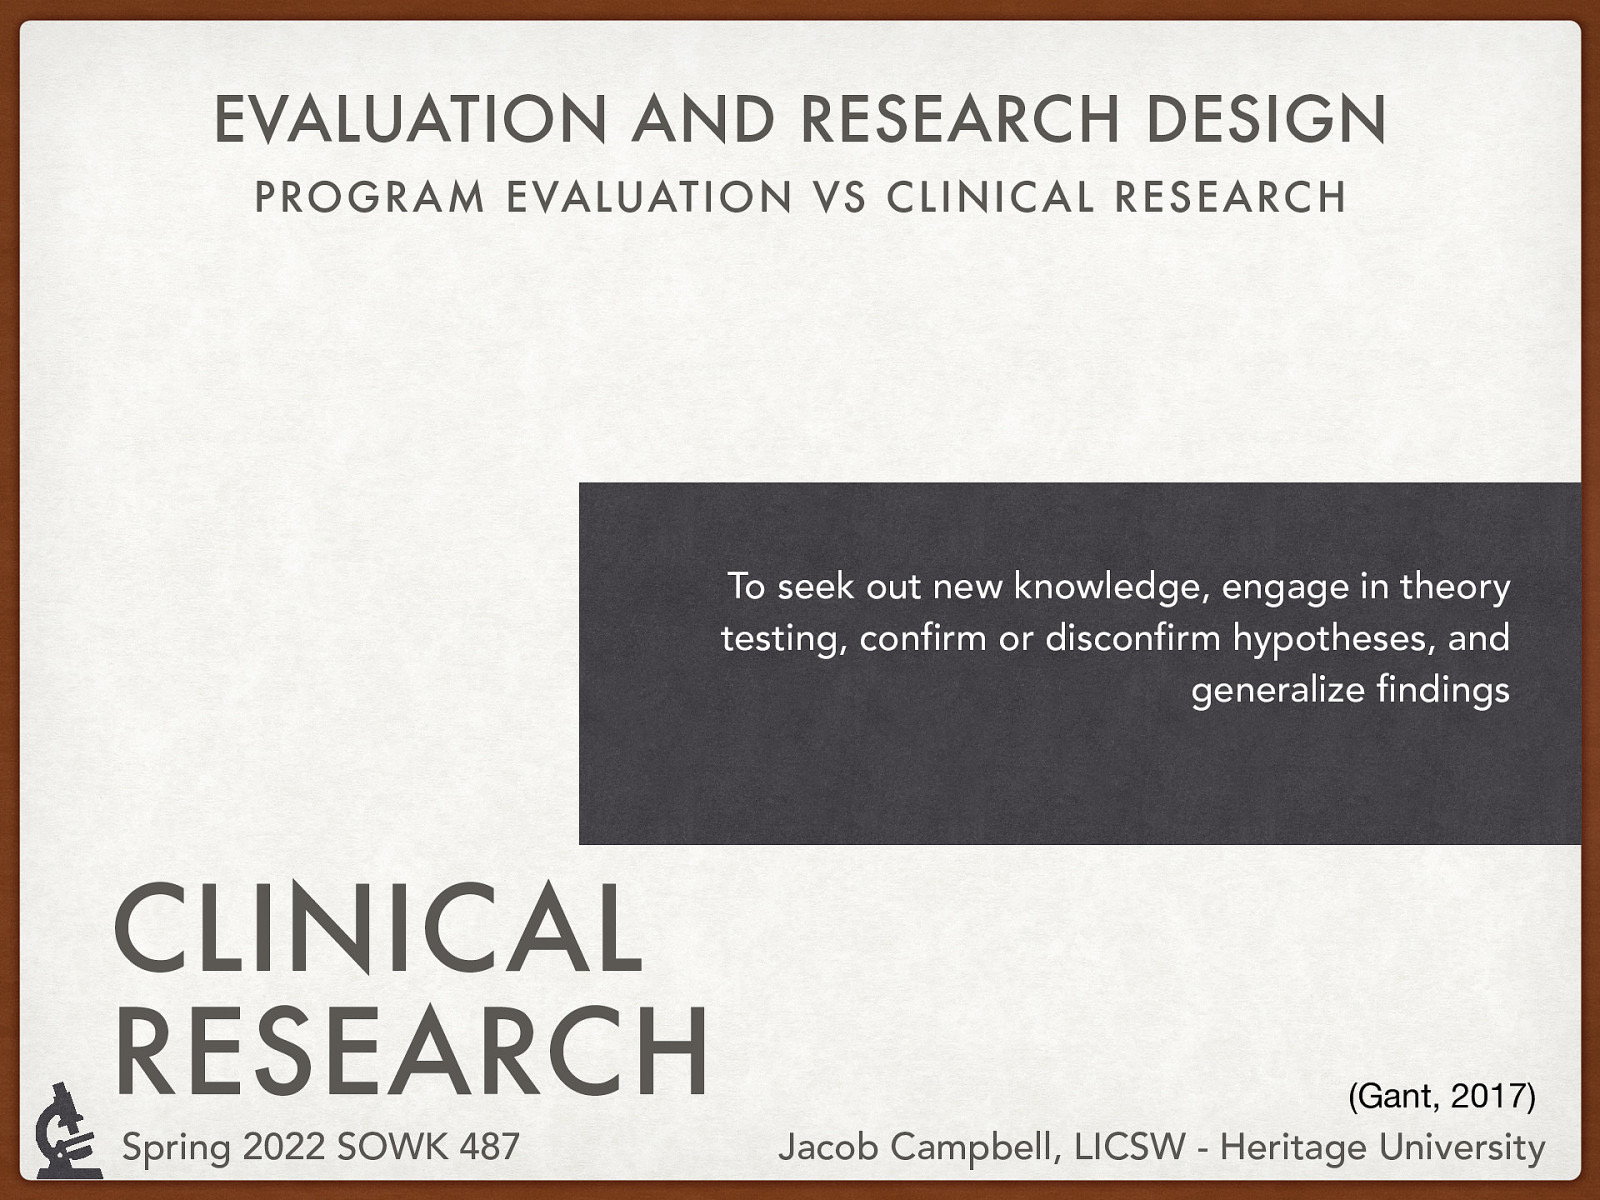 EVALUATION AND RESEARCH DESIGN
PROGRAM EVALUATION VS CLINICAL RESEARCH
To seek out new knowledge, engage in theory
testing, confirm or disconfirm hypotheses, and
generalize findings
CLINICAL
RESEARCH
(Gant, 2017)
Spring 2022 SOWK 487
Jacob Campbell, LICSW - Heritage University